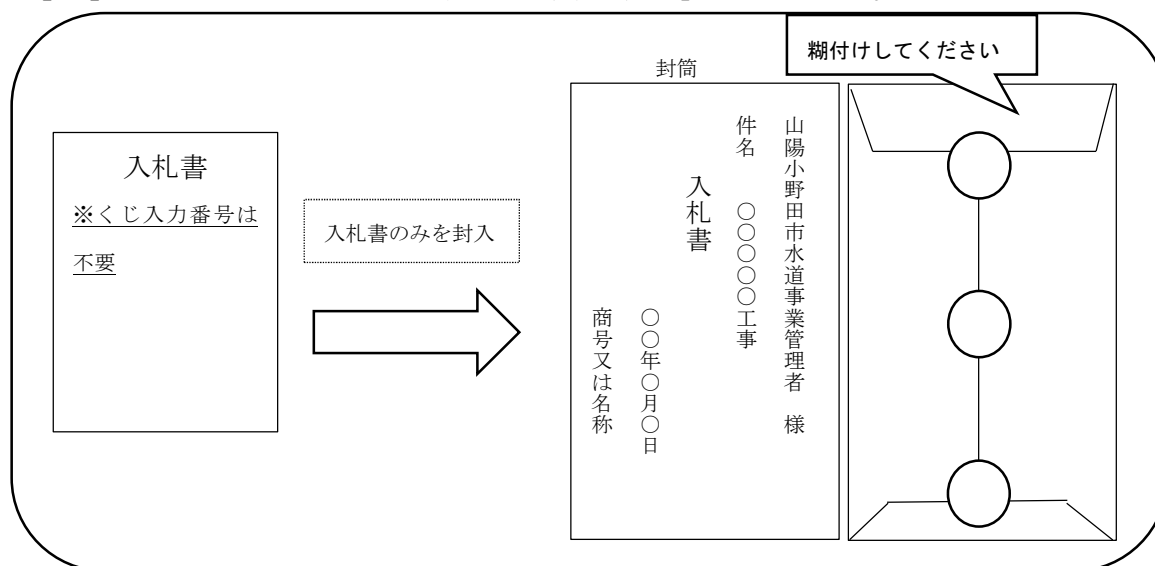 糊付けしてください
封筒
入札書
※くじ入力番号は
不要
入札書のみを封入
山陽小野田市水道事業管理者　様
件名　　〇〇〇〇〇工事
入札書
〇〇年〇月〇日
商号又は名称